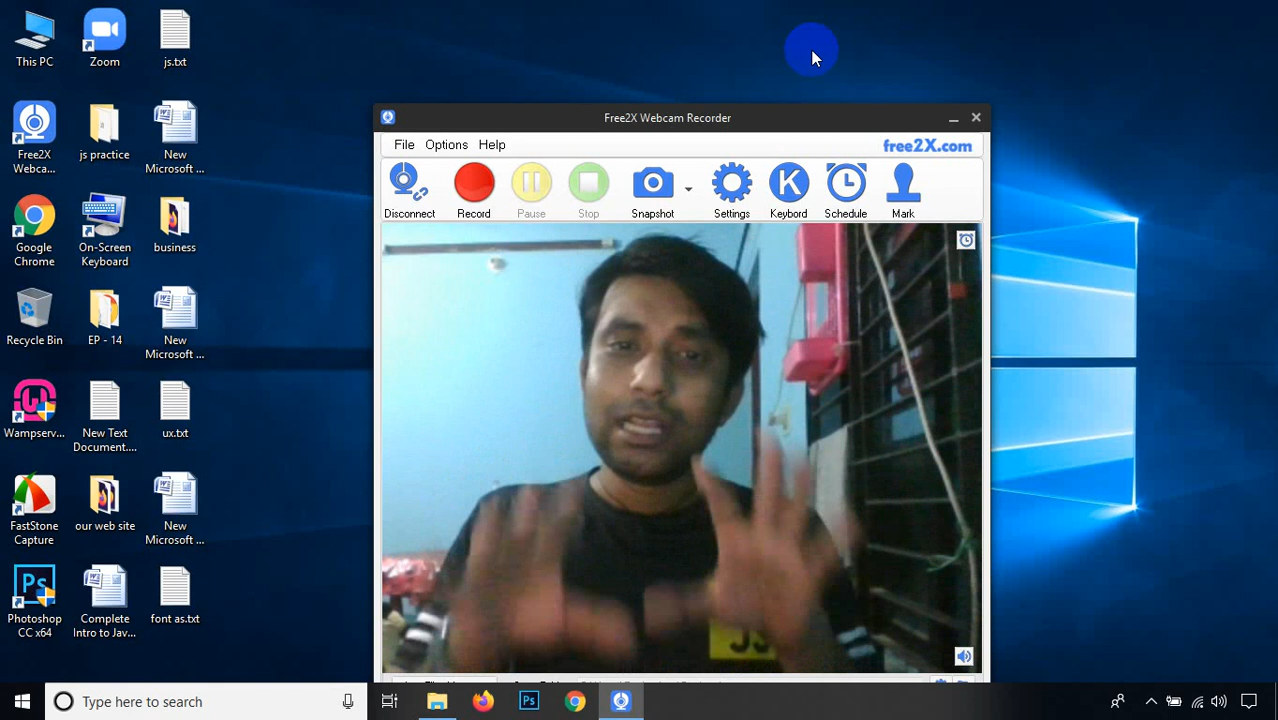 This PC
Zoom
js.txt
Free2X
Webca...
js practice
New
Microsoft ...
Google
Chrome
On-Screen
Keyboard
business
Recycle Bin
EP - 14
New
Microsoft ...
Wampserv...
New Text
Document....
ux.txt
FastStone
Capture
our web site
New
Microsoft ...
Ps
Photoshop
CC x64
Complete
Intro to Jav...
font as.txt
Free2X Webcam Recorder
File Options Help
free2X.com
K
Disconnect Record Pause Stop Snapshot Settings Keybord Schedule Mark
JS
Type here to search
Ps